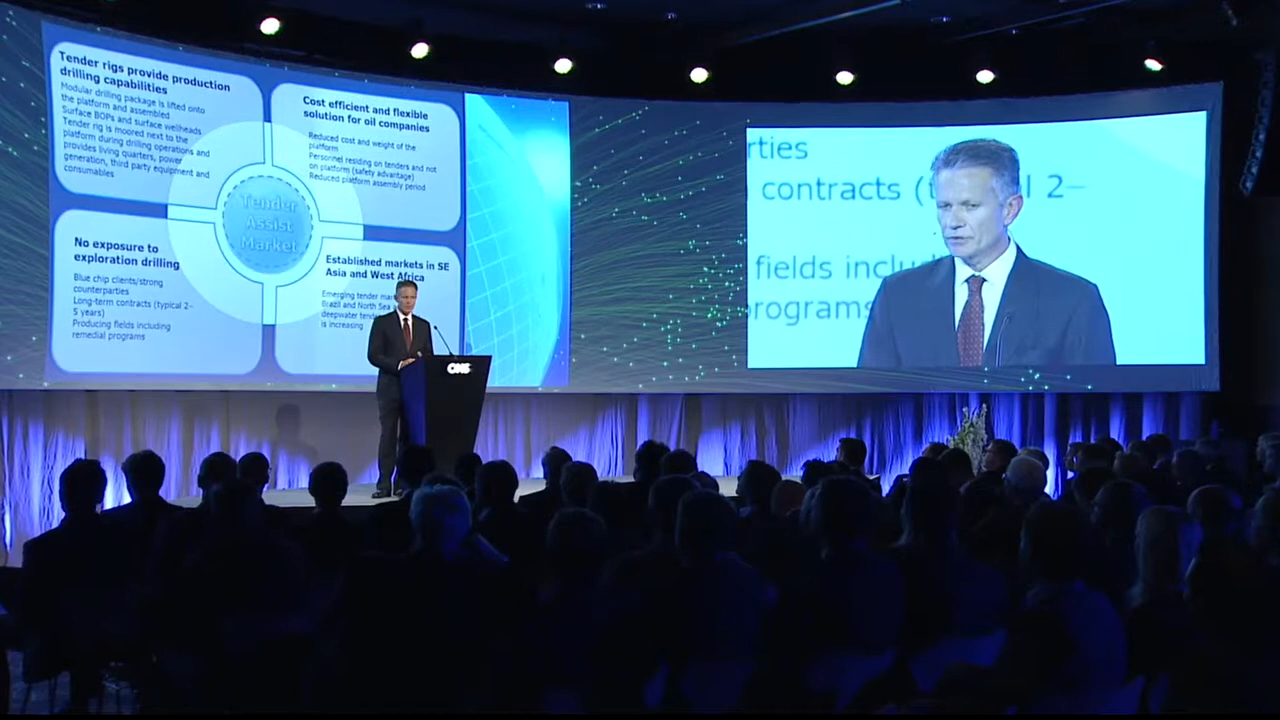 Tender rigs provide production
drilling capabilities
Modular drilling package is lifted onto
the platform and assembled
Surface BOPs and surface wellheads
Tender rig is moored next to the
platform during drilling operations and
provides living quarters, power
generation, third party equipment and
consumables
Cost efficient and flexible
solution for oil companies
Reduced cost and weight of the
platform
Personnel residing on tenders and not
on platform (safety advantage)
Reduced platform assembly period
Tender
Assist
Market
No exposure to
exploration drilling
Blue chip clients/strong
counterparties
Long-term contracts (typical 2–
5 years)
Producing fields including
remedial programs
Established markets in SE
Asia and West Africa
Emerging tender mar
Brazil and North Sea
deepwater tend
is increasing
ONS
rties
contracts (t l 2–
fields inclu
rograms